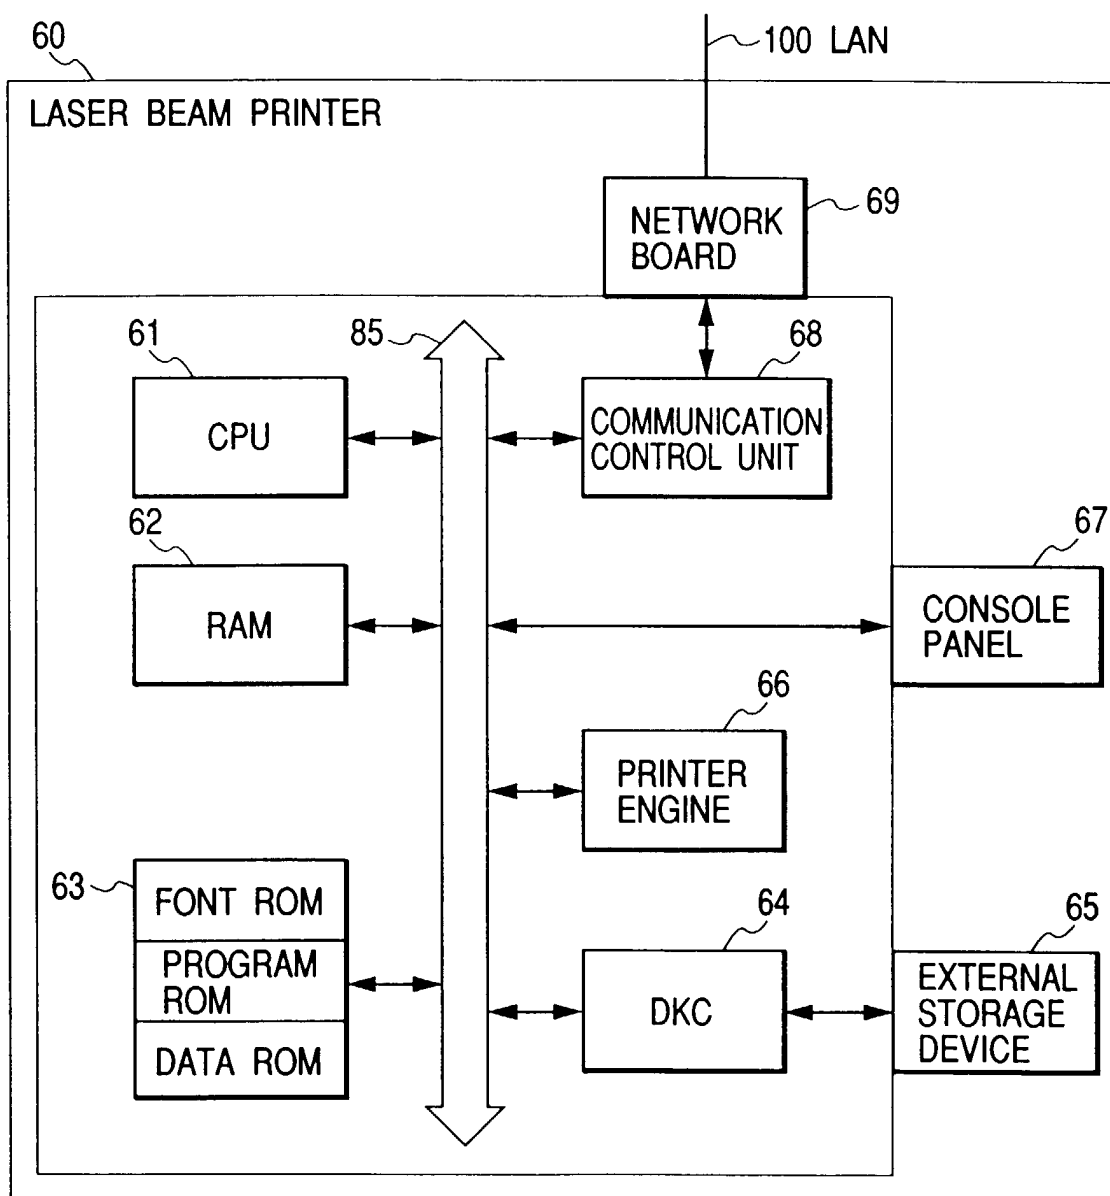 60
100 LAN
LASER BEAM PRINTER
69
NETWORK
BOARD
61
85
68
CPU
COMMUNICATION
CONTROL UNIT
62
67
RAM
CONSOLE
PANEL
66
PRINTER
ENGINE
63
FONT ROM
PROGRAM
ROM
DATA ROM
64
65
DKC
EXTERNAL
STORAGE
DEVICE